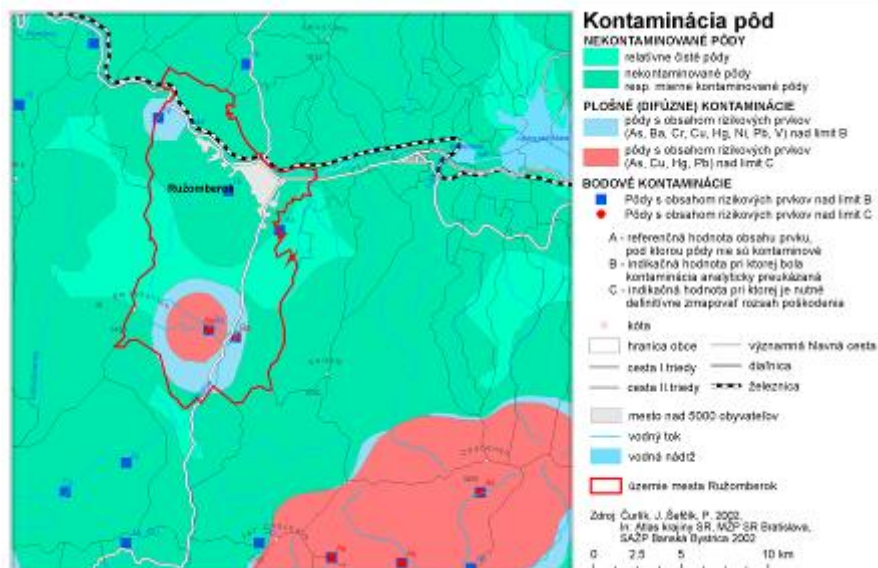 Kontaminácia pôd
NEKONTAMINOVANÉ PÔDY
relatívne čisté pôdy
nekontaminované pôdy
resp. mierne kontaminované pôdy
PLOŠNÉ (DIFÚZNE) KONTAMINÁCIE
pôdy s obsahom rizikových prvkov
(As, Ba, Cr, Cu, Hg, Ni, Pb, V) nad limit B
pôdy s obsahom rizikových prvkov
(As, Cu, Hg, Pb) nad limit C
BODOVÉ KONTAMINÁCIE
Pôdy s obsahom rizikových prvkov nad limit B
Pôdy s obsahom rizikových prvkov nad limit C
A - referenčná hodnota obsahu prvku,
pod ktorou pôdy nie sú kontaminové
B - indikačná hodnota pri ktorej bola
kontaminácia analyticky preukázaná
C - indikačná hodnota pri ktorej je nutné
definitívne zmapovať rozsah poškodenia
kóta
hranica obce
významná hlavná cesta
cesta I.triedy
diaľnica
cesta II.triedy
železnica
mesto nad 5000 obyvateľov
vodný tok
vodná nádrž
územie mesta Ružomberok
Zdroj: Čurlík, J.,Šefčík, P. 2002,
In: Atlas krajiny SR, MŽP SR Bratislava,
SAŽP Banská Bystrica 2002
0 2.5 5 10 km
Ružomberok